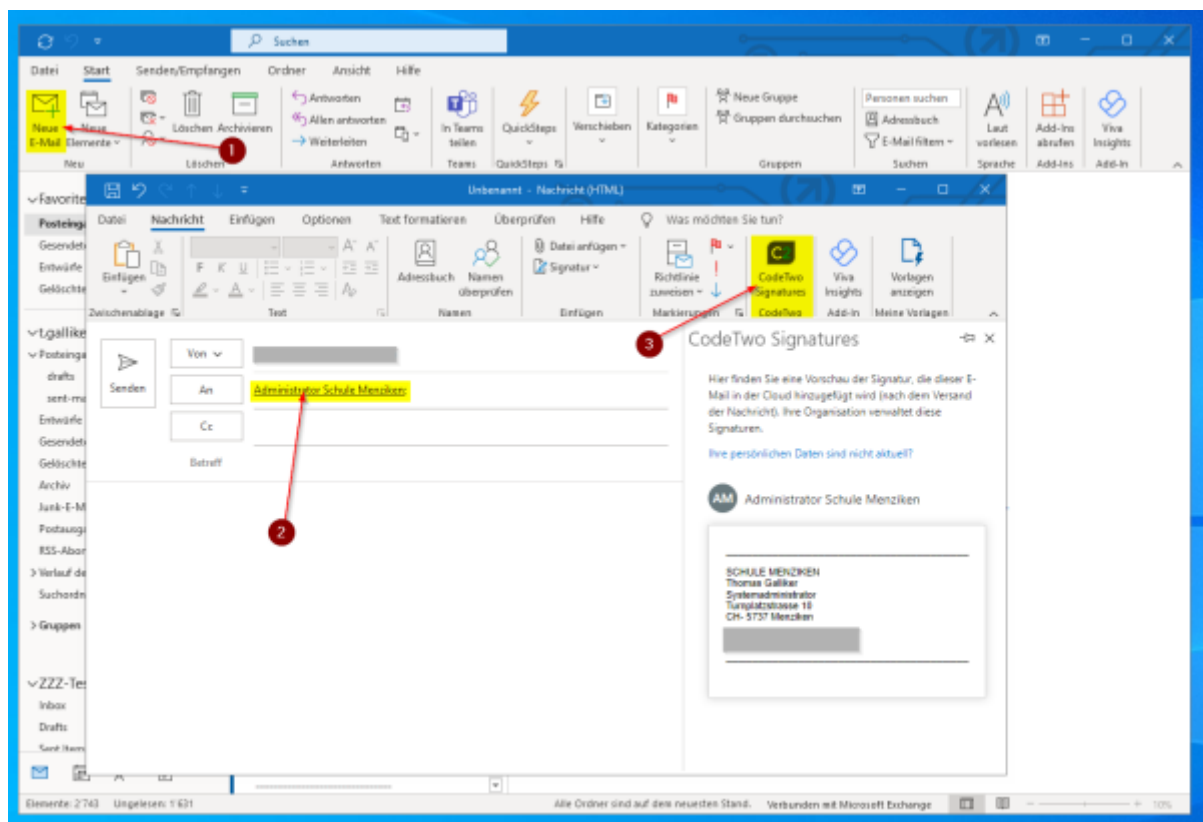 Suchen
Datei Start Senden/Empfangen Ordner Ansicht Hilfe
Neue E-Mail
Neue Elemente
Löschen
Archivieren
Antworten
Allen antworten
Weiterleiten
In Teams teilen
QuickSteps
Verschieben
Kategorien
Neue Gruppe
Gruppen durchsuchen
Personen suchen
Adressbuch
E-Mail filtern
Laut vorlesen
Add-Ins abrufen
Viva Insights
Neu Löschen Antworten Teams QuickSteps Gruppen Suchen Sprache Add-Ins Add-In
1
Favorite
Posteing
Gesendet
Entwürfe
Gelöschte
t.gallike
Posteinga
drafts
sent-ma
Entwürfe
Gesendet
Gelöschte
Archiv
Junk-E-M
Postausg
RSS-Abor
Verlauf de
Suchordn
Gruppen
ZZZ-Te
Inbox
Drafts
Sent Item
Unbenannt - Nachricht (HTML)
Datei Nachricht Einfügen Optionen Text formatieren Überprüfen Hilfe Was möchten Sie tun?
Einfügen
F K U
Adressbuch
Namen überprüfen
Datei anfügen
Signatur
Richtlinie zuweisen
CodeTwo Signatures
Viva Insights
Vorlagen anzeigen
Zwischenablage Text Namen Einfügen Markierungen CodeTwo Add-In Meine Vorlagen
3
Senden
Von
An Administrator Schule Menziken;
Cc
Betreff
2
CodeTwo Signatures
Hier finden Sie eine Vorschau der Signatur, die dieser E-
Mail in der Cloud hinzugefügt wird (nach dem Versand
der Nachricht). Ihre Organisation verwaltet diese
Signaturen.
Ihre persönlichen Daten sind nicht aktuell?
AM Administrator Schule Menziken
SCHULE MENZIKEN
Thomas Galliker
Systemadministrator
Turnplatzstrasse 10
CH- 5737 Menziken
Elemente: 2'743 Ungelesen: 1'631 Alle Ordner sind auf dem neuesten Stand. Verbunden mit Microsoft Exchange 10%